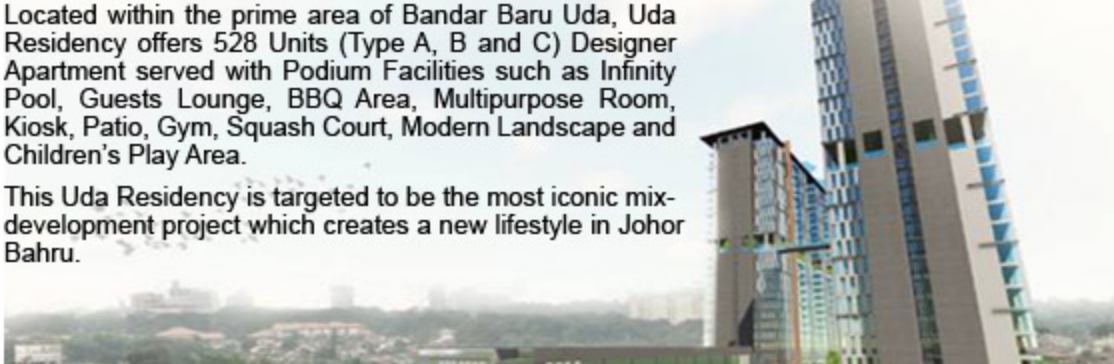 Located within the prime area of Bandar Baru Uda, Uda
Residency offers 528 Units (Type A, B and C) Designer
Apartment served with Podium Facilities such as Infinity
Pool, Guests Lounge, BBQ Area, Multipurpose Room,
Kiosk, Patio, Gym, Squash Court, Modern Landscape and
Children's Play Area.
This Uda Residency is targeted to be the most iconic mix-
development project which creates a new lifestyle in Johor
Bahru.